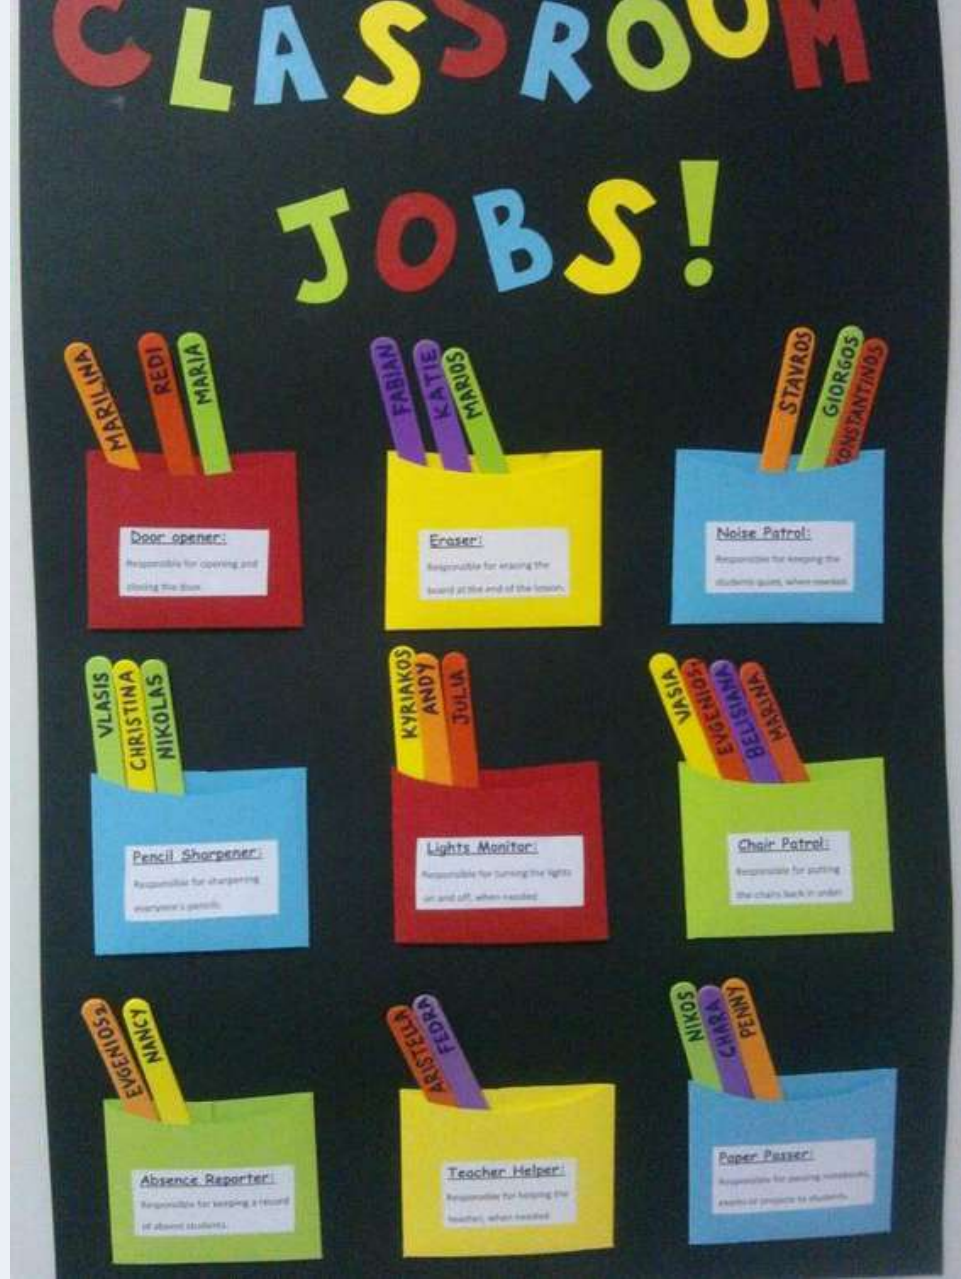 CLASSROOM
JOBS!
MARILINA
REDI
MARIA
FABIAN
KATIE
MARIOS
STAVROS
GIORGOS
KONSTANTINOS
Door opener:
Responsible for opening and
closing the door.
Eraser:
Responsible for erasing the
board at the end of the lesson.
Noise Patrol:
Responsible for keeping the
students quiet, when needed.
VLASIS
CHRISTINA
NIKOLAS
KYRIAKOS
ANDY
JULIA
VASIA
EVGENIOS1
BELISIANA
MARINA
Pencil Sharpener:
Responsible for sharpening
everyone's pencils.
Lights Monitor:
Responsible for turning the lights
on and off, when needed
Chair Patrol:
Responsible for putting
the chairs back in order.
EVGENIOS2
NANCY
ARISTELLA
FEDRA
NIKOS
CHARA
PENNY
Absence Reporter:
Responsible for keeping a record
of absent students.
Teacher Helper:
Responsible for helping the
teacher, when needed.
Paper Passer:
Responsible for passing notebooks,
exams or projects to students.